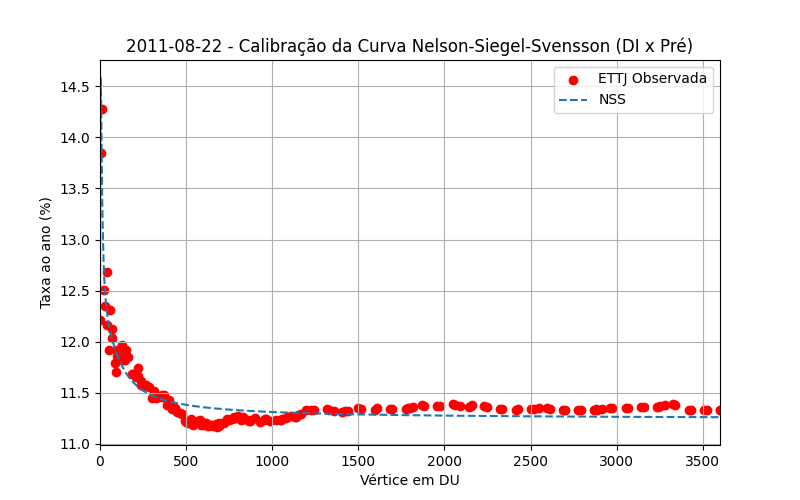 2011-08-22 - Calibração da Curva Nelson-Siegel-Svensson (DI x Pré)
ETTJ Observada
NSS
Taxa ao ano (%)
14.5
14.0
13.5
13.0
12.5
12.0
11.5
11.0
0 500 1000 1500 2000 2500 3000 3500
Vértice em DU